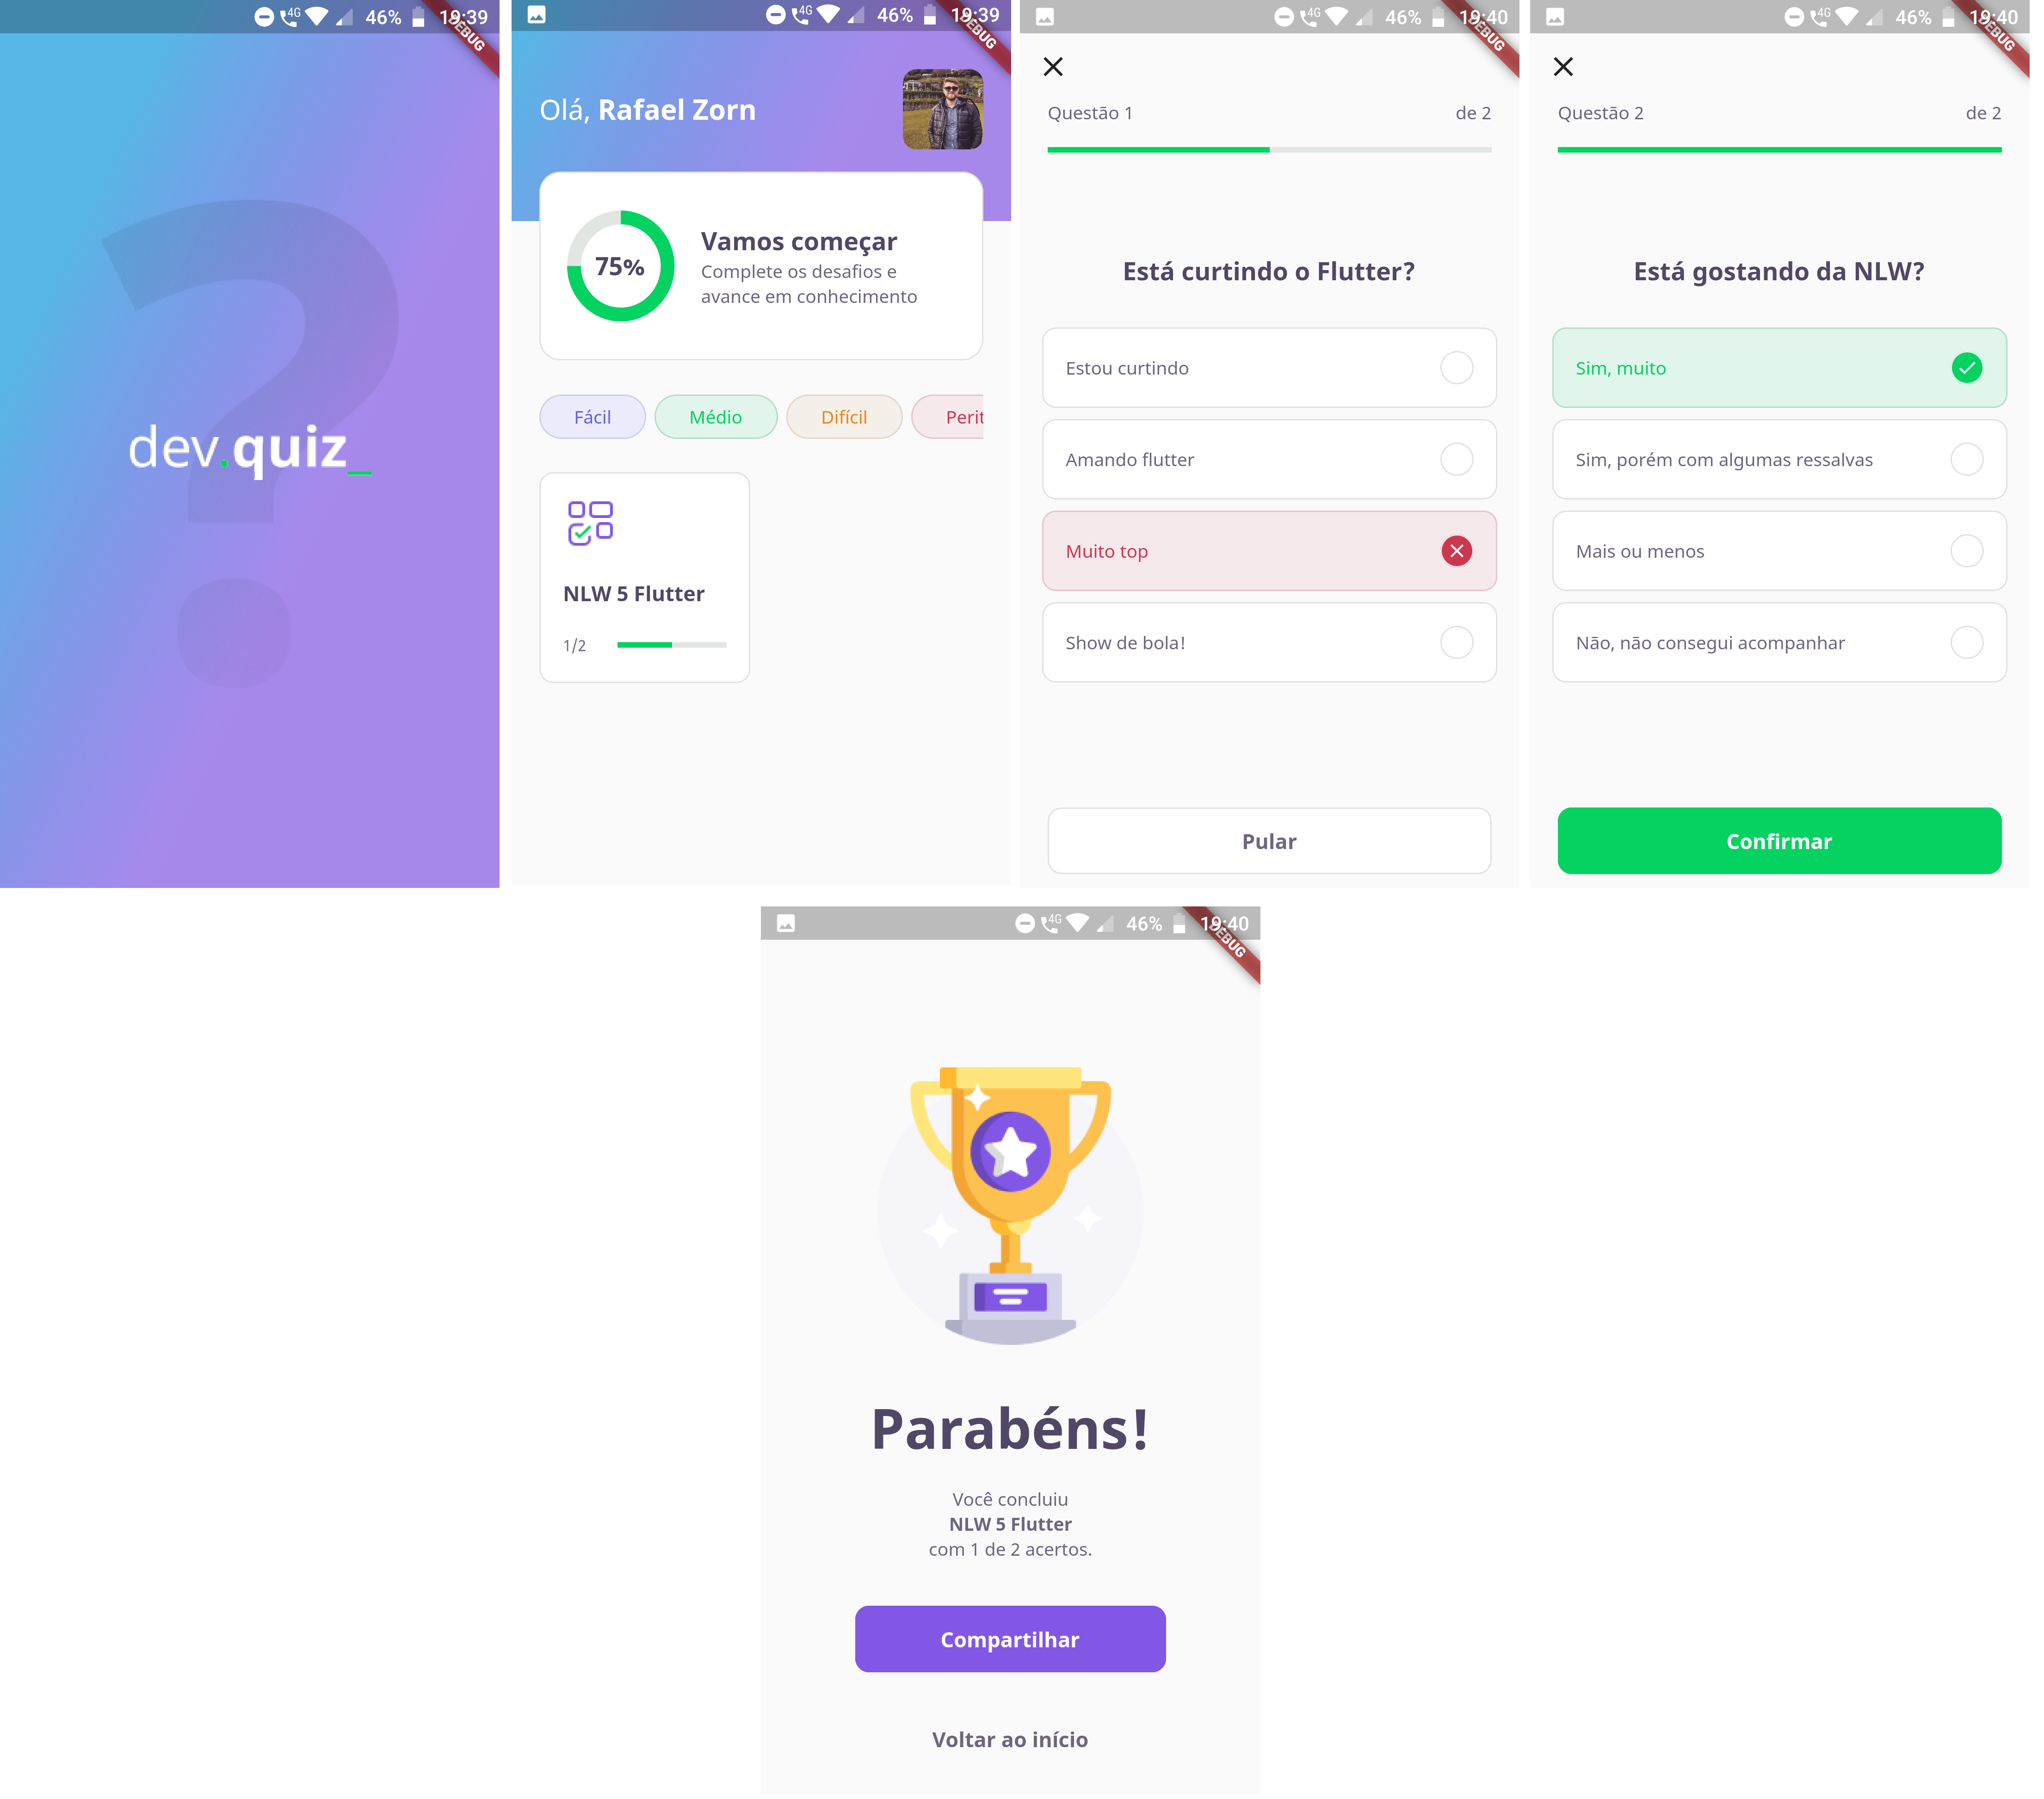 4G 46% 19:39
DEBUG
dev.quiz_
4G 46% 19:39
DEBUG
Olá, Rafael Zorn
75%
Vamos começar
Complete os desafios e
avance em conhecimento
Fácil Médio Difícil Perit
NLW 5 Flutter
1/2
4G 46% 19:40
DEBUG
Questão 1 de 2
Está curtindo o Flutter?
Estou curtindo
Amando flutter
Muito top
Show de bola!
Pular
4G 46% 19:40
DEBUG
Questão 2 de 2
Está gostando da NLW?
Sim, muito
Sim, porém com algumas ressalvas
Mais ou menos
Não, não consegui acompanhar
Confirmar
4G 46% 19:40
DEBUG
Parabéns!
Você concluiu
NLW 5 Flutter
com 1 de 2 acertos.
Compartilhar
Voltar ao início